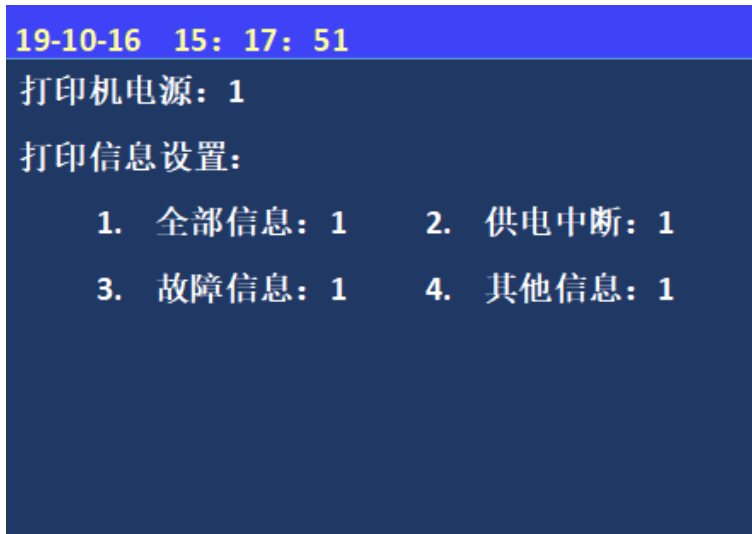 19-10-16 15：17：51
打印机电源：1
打印信息设置：
1. 全部信息：1 2. 供电中断：1
3. 故障信息：1 4. 其他信息：1